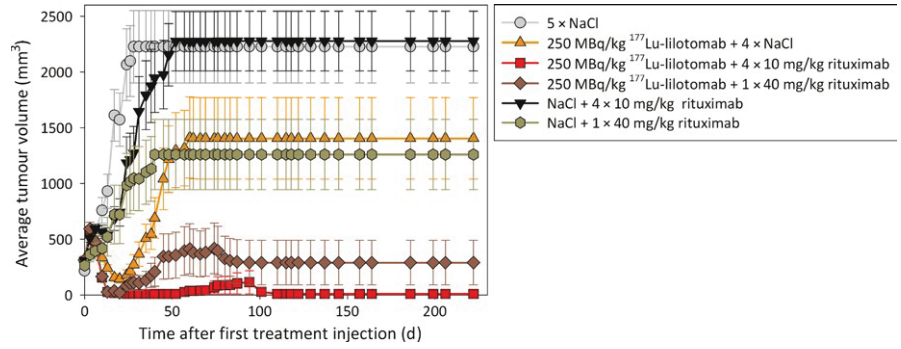 Average tumour volume (mm³)
2500
2000
1500
1000
500
0
0 50 100 150 200
Time after first treatment injection (d)
5 × NaCl
250 MBq/kg ¹⁷⁷Lu-lilotomab + 4 × NaCl
250 MBq/kg ¹⁷⁷Lu-lilotomab + 4 × 10 mg/kg rituximab
250 MBq/kg ¹⁷⁷Lu-lilotomab + 1 × 40 mg/kg rituximab
NaCl + 4 × 10 mg/kg rituximab
NaCl + 1 × 40 mg/kg rituximab